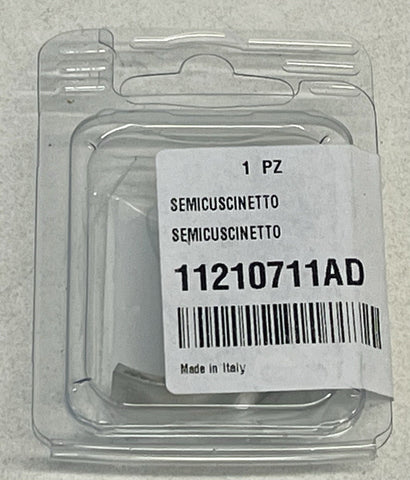 1 PZ
SEMICUSCINETTO
SEMICUSCINETTO
11210711AD
Made in Italy